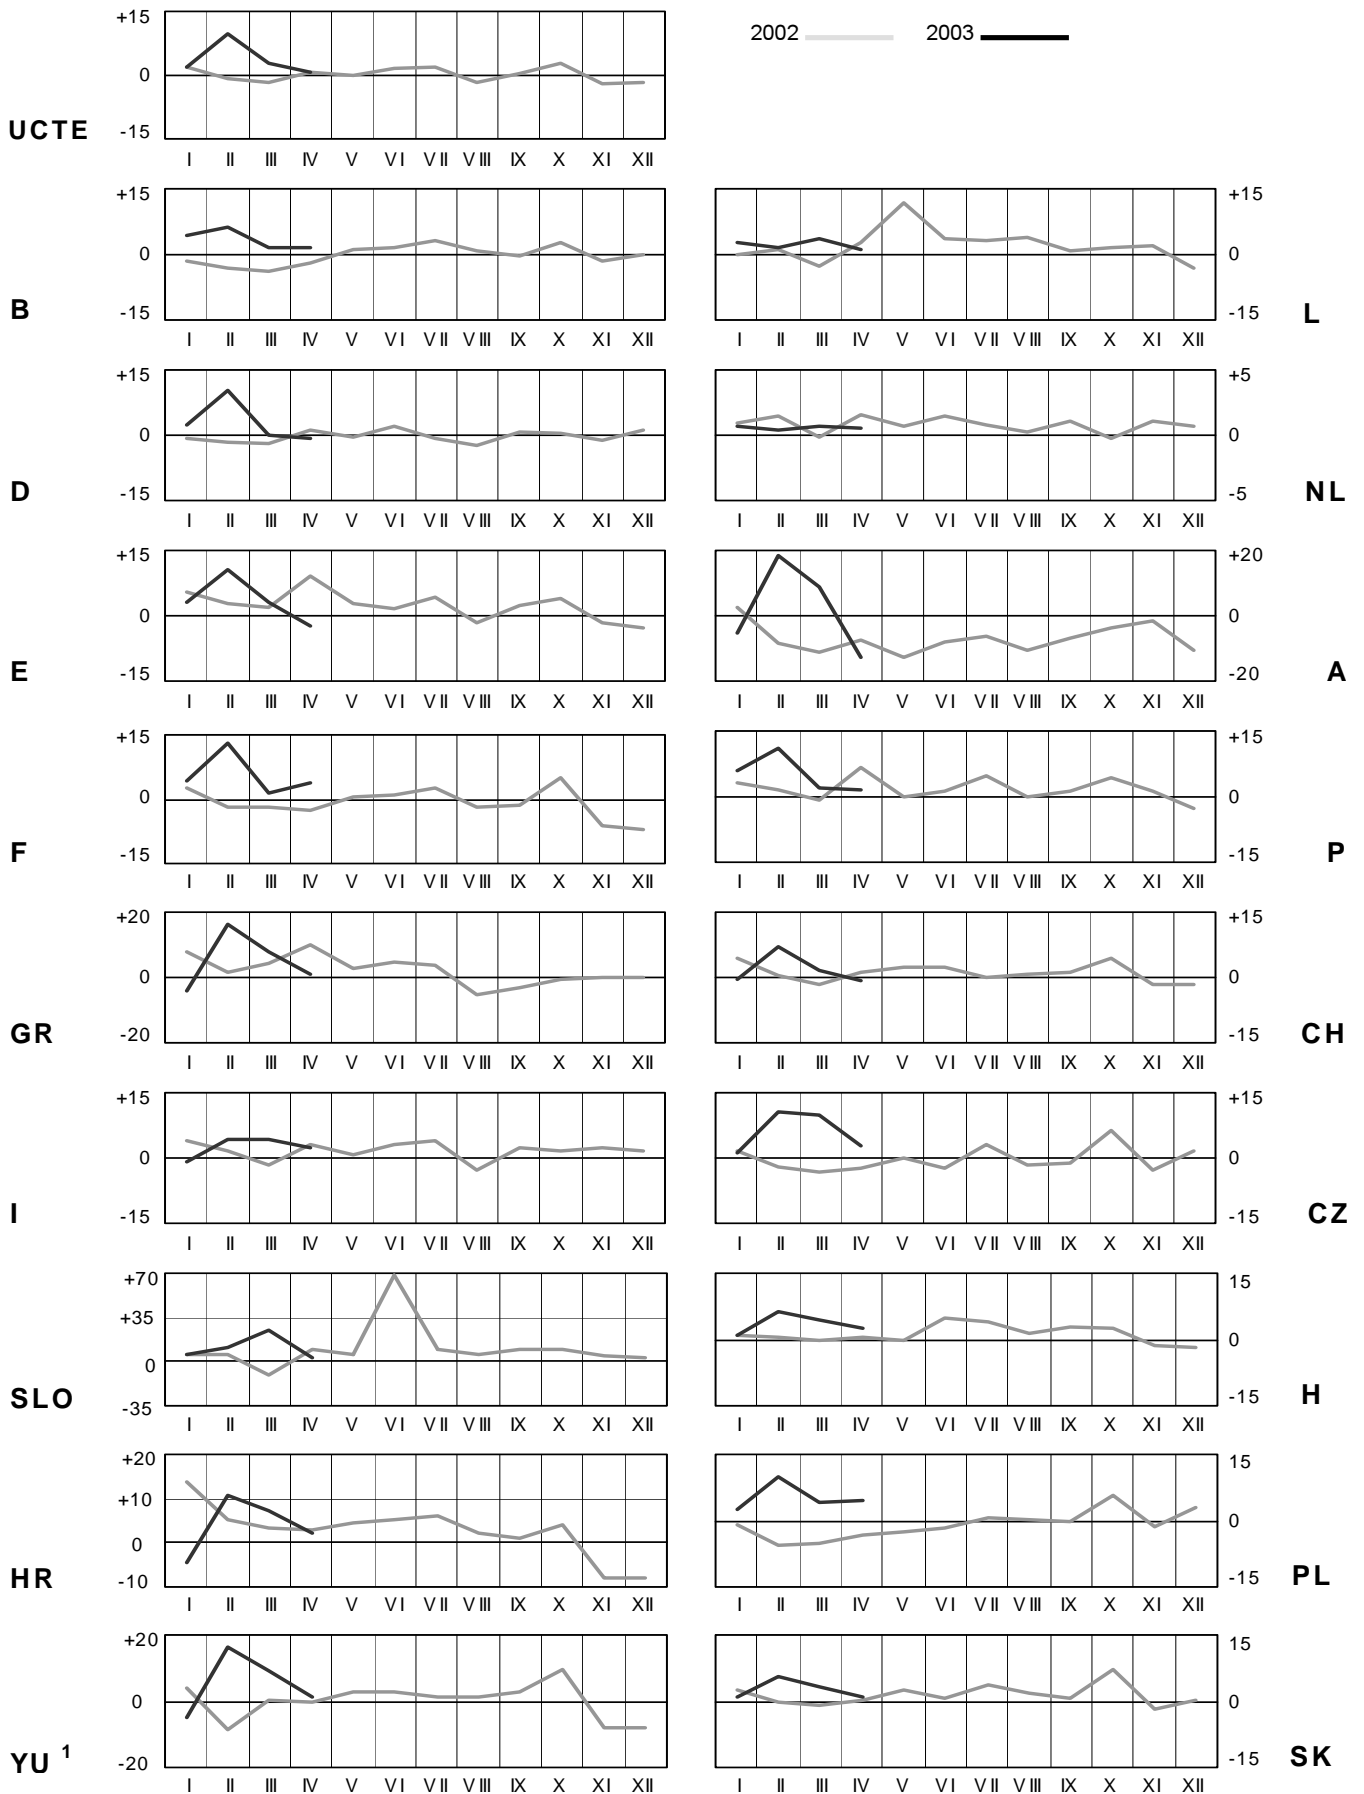 2002 2003
+15
0
UCTE -15
I II III IV V VI VII VIII IX X XI XII
+15 +15
0 0
B -15 -15 L
I II III IV V VI VII VIII IX X XI XII I II III IV V VI VII VIII IX X XI XII
+15 +5
0 0
D -15 -5 NL
I II III IV V VI VII VIII IX X XI XII I II III IV V VI VII VIII IX X XI XII
+15 +20
0 0
E -15 -20 A
I II III IV V VI VII VIII IX X XI XII I II III IV V VI VII VIII IX X XI XII
+15 +15
0 0
F -15 -15 P
I II III IV V VI VII VIII IX X XI XII I II III IV V VI VII VIII IX X XI XII
+20 +15
0 0
GR -20 -15 CH
I II III IV V VI VII VIII IX X XI XII I II III IV V VI VII VIII IX X XI XII
+15 +15
0 0
I -15 -15 CZ
I II III IV V VI VII VIII IX X XI XII I II III IV V VI VII VIII IX X XI XII
+70 15
+35
0 0
SLO -35 -15 H
I II III IV V VI VII VIII IX X XI XII I II III IV V VI VII VIII IX X XI XII
+20 15
+10
0 0
HR -10 -15 PL
I II III IV V VI VII VIII IX X XI XII I II III IV V VI VII VIII IX X XI XII
+20 15
0 0
YU 1 -20 -15 SK
I II III IV V VI VII VIII IX X XI XII I II III IV V VI VII VIII IX X XI XII